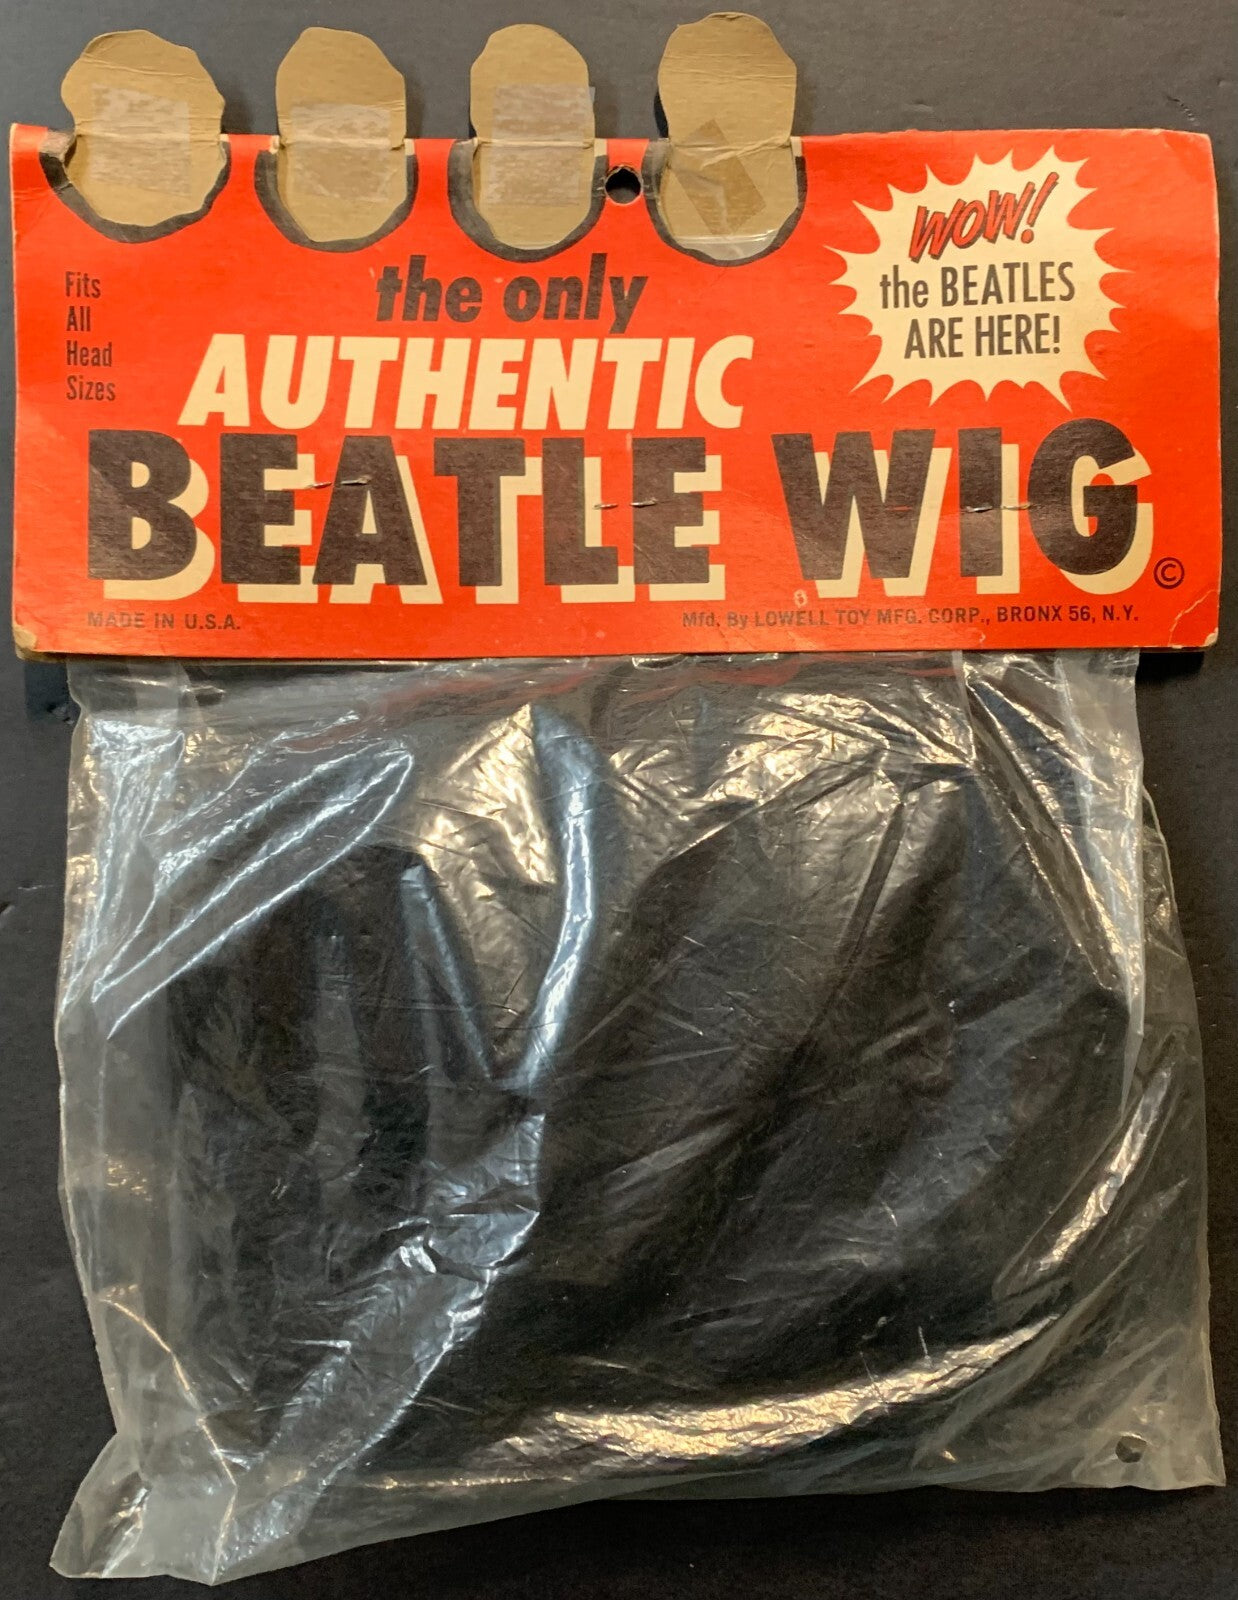 WOW!
the BEATLES
ARE HERE!
Fits
All
Head
Sizes
the only
AUTHENTIC
BEATLE WIG
©
MADE IN U.S.A.
Mfd. By LOWELL TOY MFG. CORP., BRONX 56, N.Y.